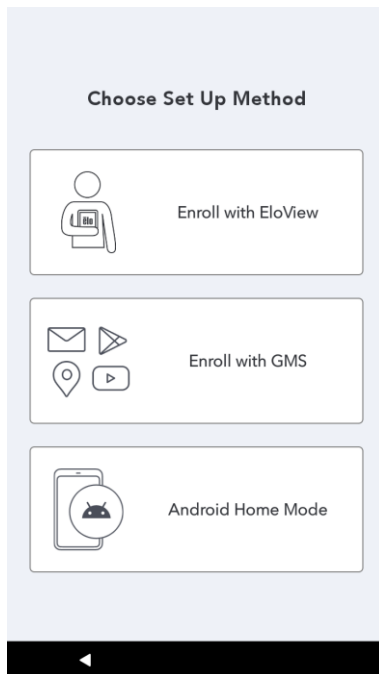 Choose Set Up Method
elo
Enroll with EloView
Enroll with GMS
Android Home Mode